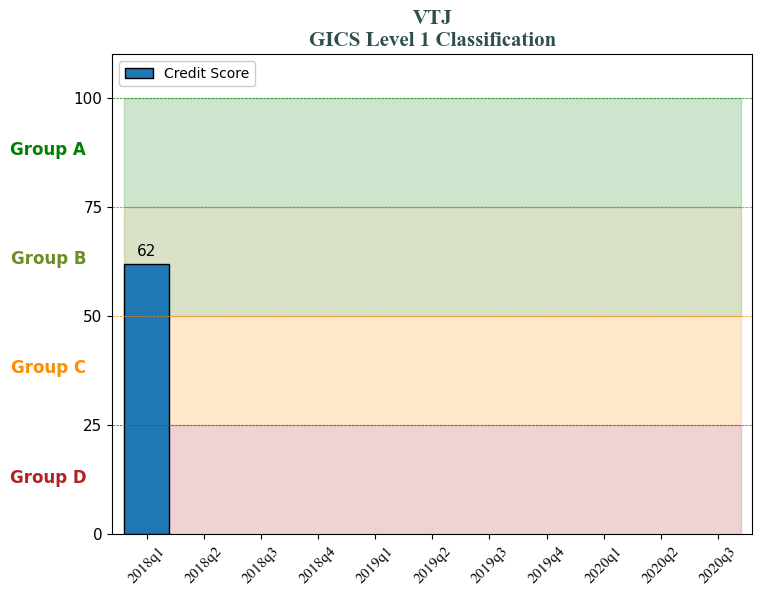 VTJ
GICS Level 1 Classification
Credit Score
100
Group A
75
62
Group B
50
Group C
25
Group D
0
2018q1
2018q2
2018q3
2018q4
2019q1
2019q2
2019q3
2019q4
2020q1
2020q2
2020q3